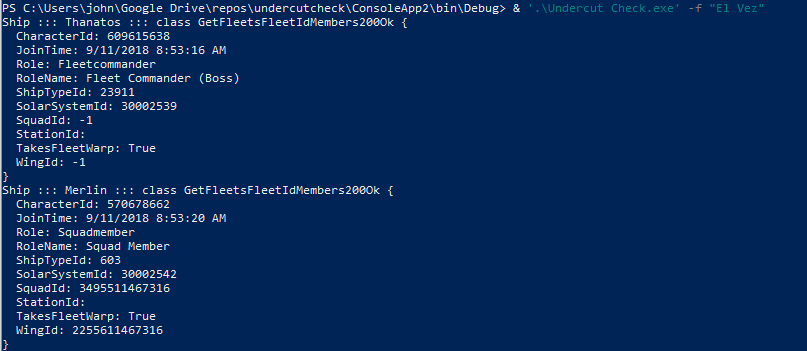 PS C:\Users\john\Google Drive\repos\undercutcheck\ConsoleApp2\bin\Debug> & '.\Undercut Check.exe' -f "El Vez"
Ship ::: Thanatos ::: class GetFleetsFleetIdMembers200Ok {
  CharacterId: 609615638
  JoinTime: 9/11/2018 8:53:16 AM
  Role: Fleetcommander
  RoleName: Fleet Commander (Boss)
  ShipTypeId: 23911
  SolarSystemId: 30002539
  SquadId: -1
  StationId:
  TakesFleetWarp: True
  WingId: -1
}
Ship ::: Merlin ::: class GetFleetsFleetIdMembers200Ok {
  CharacterId: 570678662
  JoinTime: 9/11/2018 8:53:20 AM
  Role: Squadmember
  RoleName: Squad Member
  ShipTypeId: 603
  SolarSystemId: 30002542
  SquadId: 3495511467316
  StationId:
  TakesFleetWarp: True
  WingId: 2255611467316
}